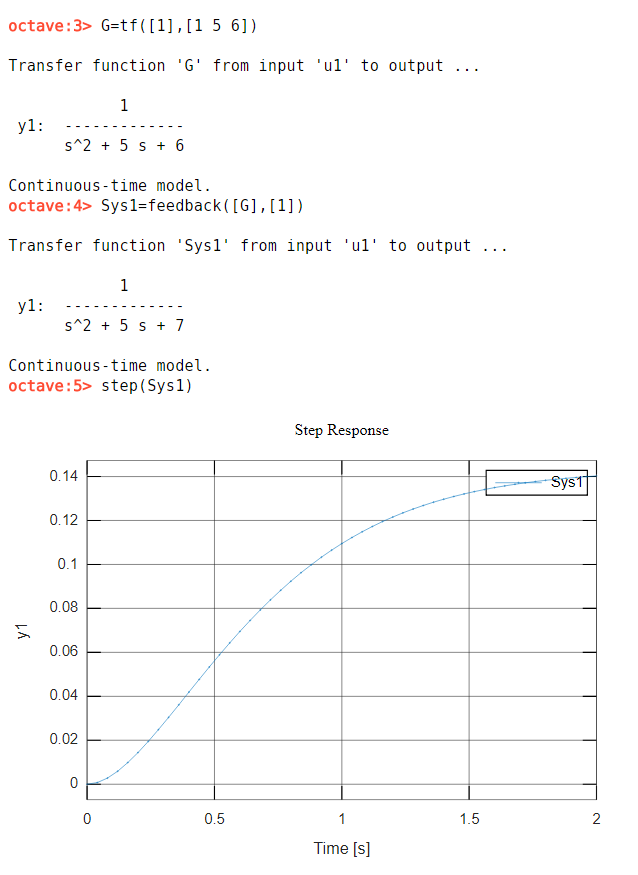 octave:3> G=tf([1],[1 5 6])
Transfer function 'G' from input 'u1' to output ...
1
y1:  -------------
s^2 + 5 s + 6
Continuous-time model.
octave:4> Sys1=feedback([G],[1])
Transfer function 'Sys1' from input 'u1' to output ...
1
y1:  -------------
s^2 + 5 s + 7
Continuous-time model.
octave:5> step(Sys1)
Step Response
Sys1
0.14
0.12
0.1
0.08
0.06
0.04
0.02
0
y1
0 0.5 1 1.5 2
Time [s]